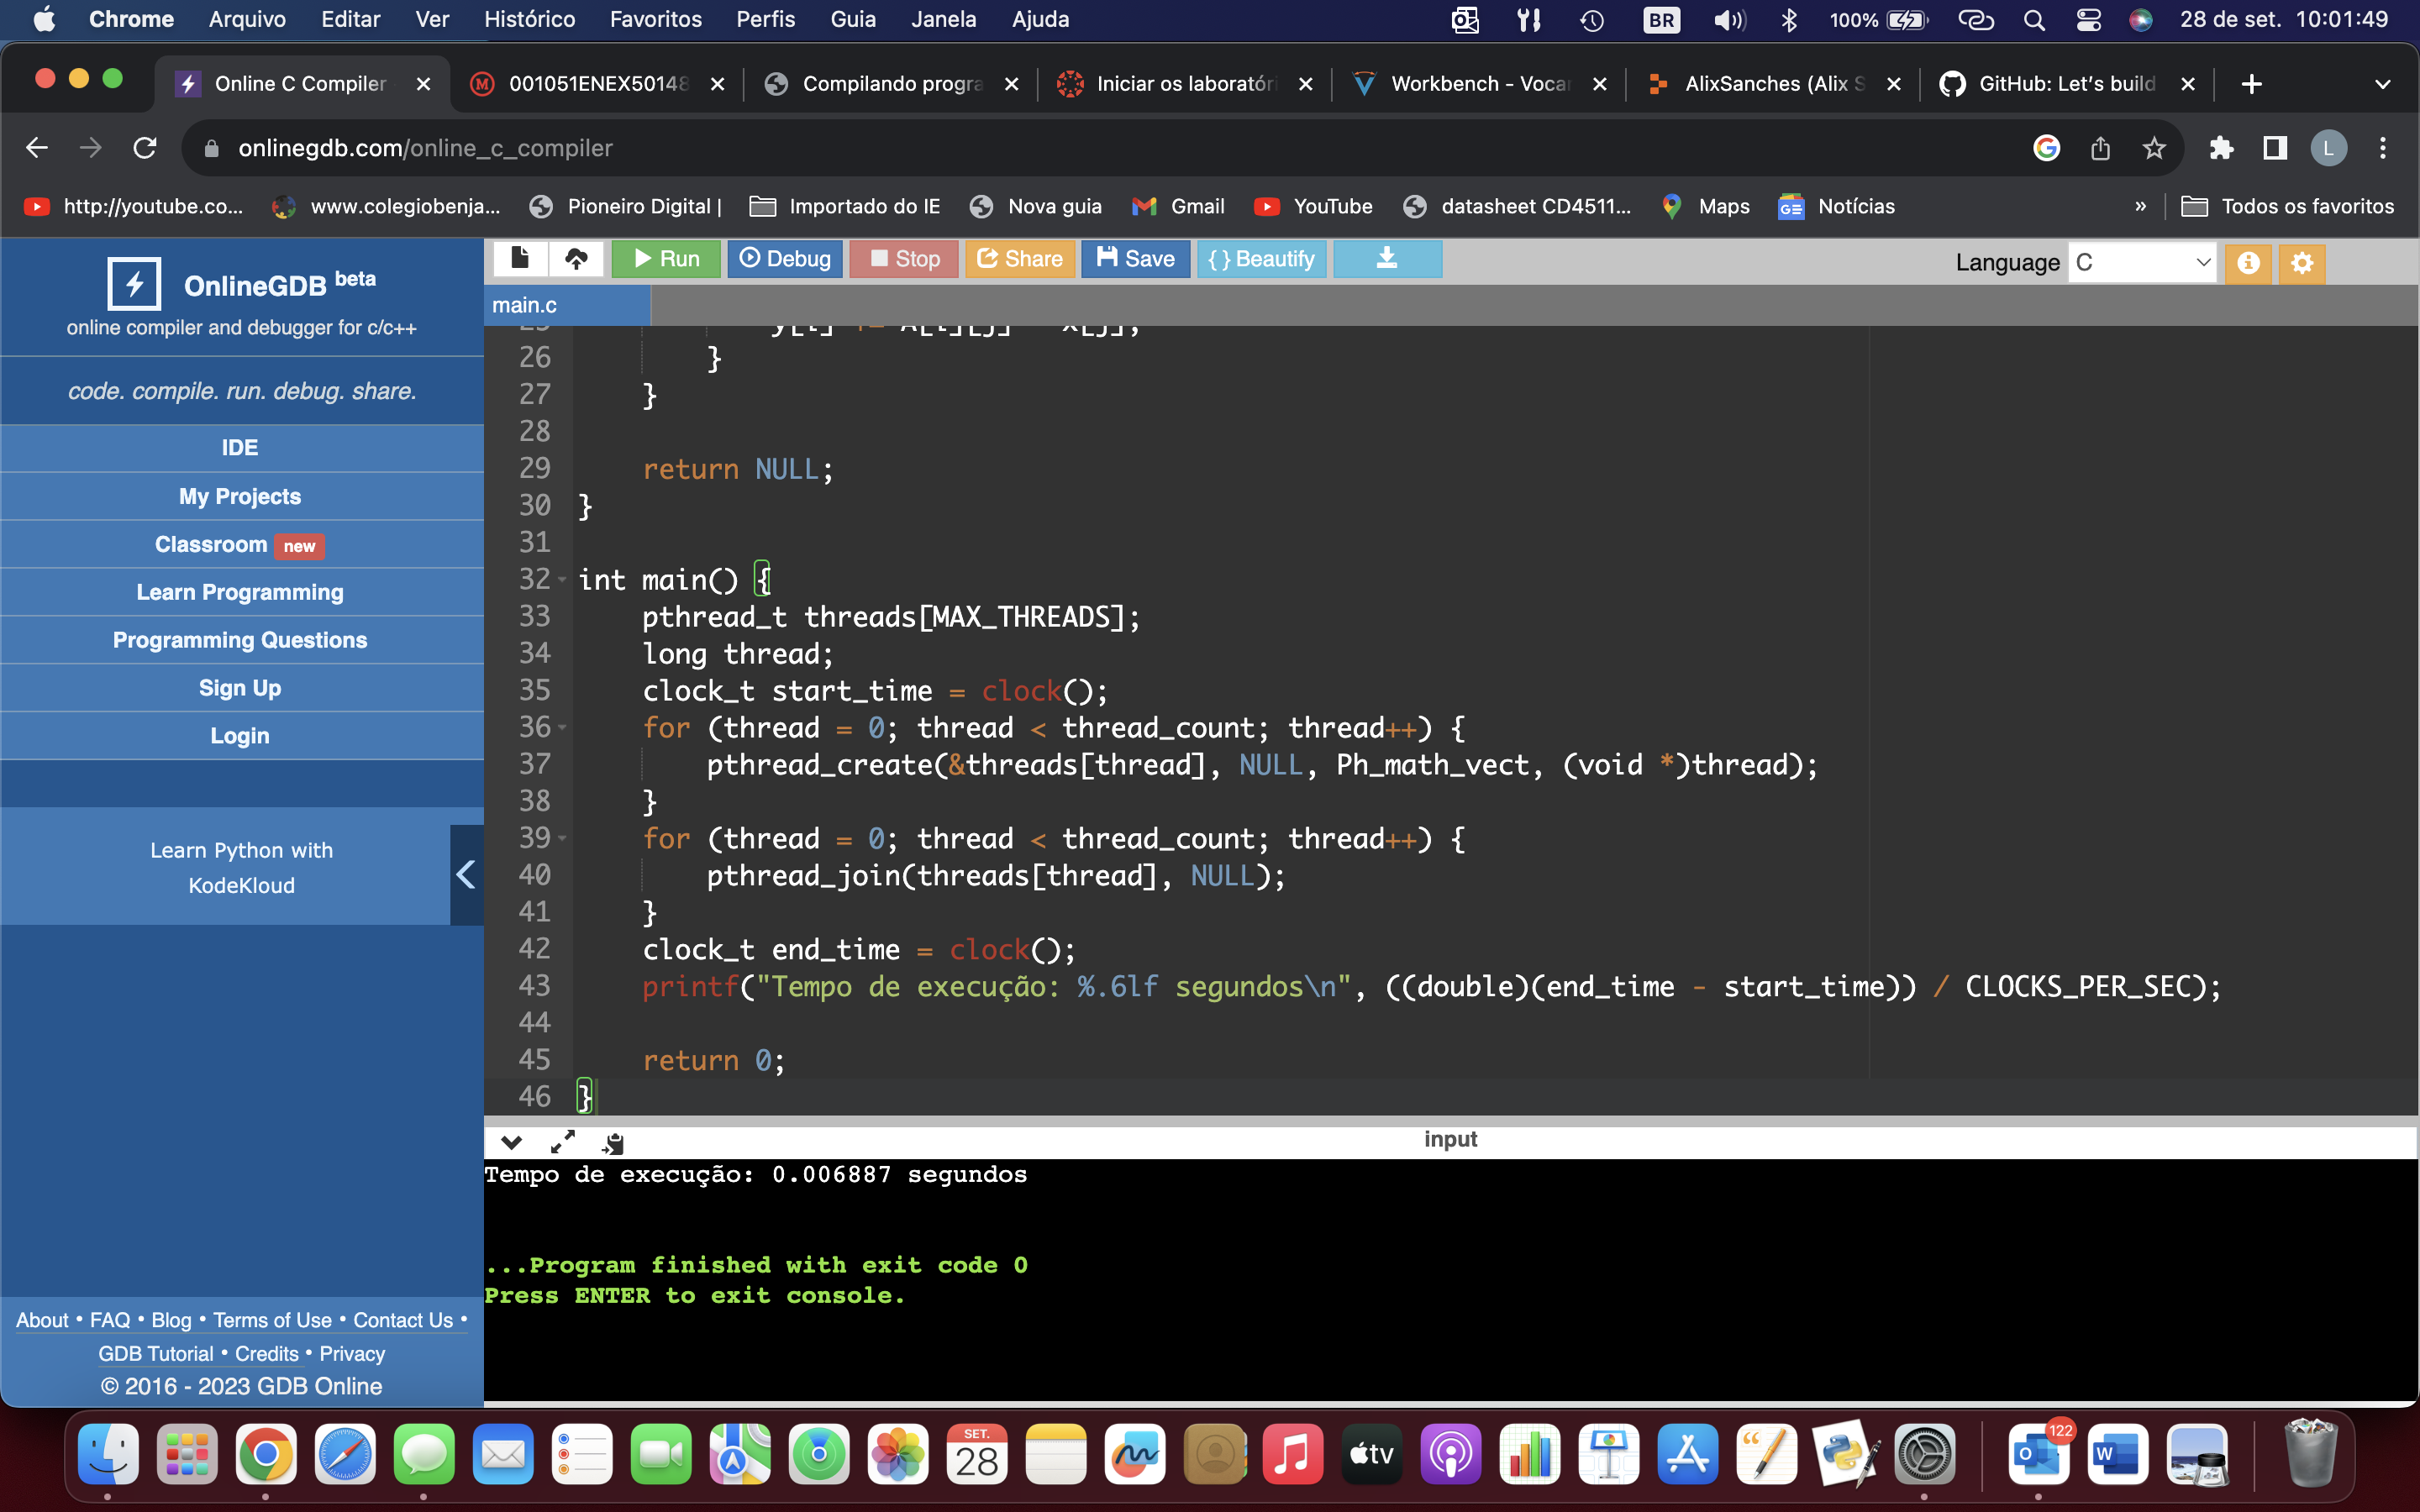 Chrome Arquivo Editar Ver Histórico Favoritos Perfis Guia Janela Ajuda BR 100% 28 de set. 10:01:49
Online C Compiler 001051ENEX50148 Compilando progra Iniciar os laboratóri Workbench - Vocar AlixSanches (Alix S GitHub: Let's build
onlinegdb.com/online_c_compiler L
http://youtube.co... www.colegiobenja... Pioneiro Digital | Importado do IE Nova guia Gmail YouTube datasheet CD4511... Maps Notícias » Todos os favoritos
OnlineGDB beta
online compiler and debugger for c/c++
code. compile. run. debug. share.
IDE
My Projects
Classroom new
Learn Programming
Programming Questions
Sign Up
Login
Learn Python with
KodeKloud
About • FAQ • Blog • Terms of Use • Contact Us •
GDB Tutorial • Credits • Privacy
© 2016 - 2023 GDB Online
Run Debug Stop Share Save { } Beautify Language C
main.c
26 }
27 }
28
29 return NULL;
30 }
31
32 int main() {
33 pthread_t threads[MAX_THREADS];
34 long thread;
35 clock_t start_time = clock();
36 for (thread = 0; thread < thread_count; thread++) {
37 pthread_create(&threads[thread], NULL, Ph_math_vect, (void *)thread);
38 }
39 for (thread = 0; thread < thread_count; thread++) {
40 pthread_join(threads[thread], NULL);
41 }
42 clock_t end_time = clock();
43 printf("Tempo de execução: %.6lf segundos\n", ((double)(end_time - start_time)) / CLOCKS_PER_SEC);
44
45 return 0;
46 }
input
Tempo de execução: 0.006887 segundos
...Program finished with exit code 0
Press ENTER to exit console.
SET.
28
tv
122
W